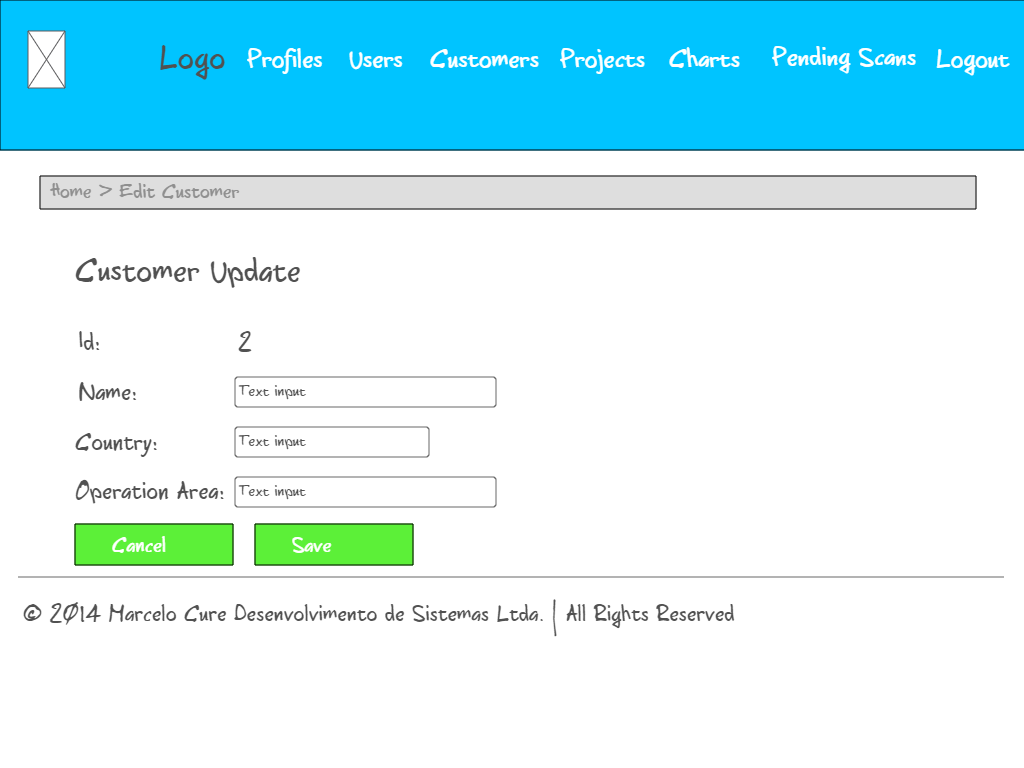 Logo Profiles Users Customers Projects Charts Pending Scans Logout
Home > Edit Customer
Customer Update
Id: 2
Name: Text input
Country: Text input
Operation Area: Text input
Cancel Save
© 2014 Marcelo Cure Desenvolvimento de Sistemas Ltda. | All Rights Reserved